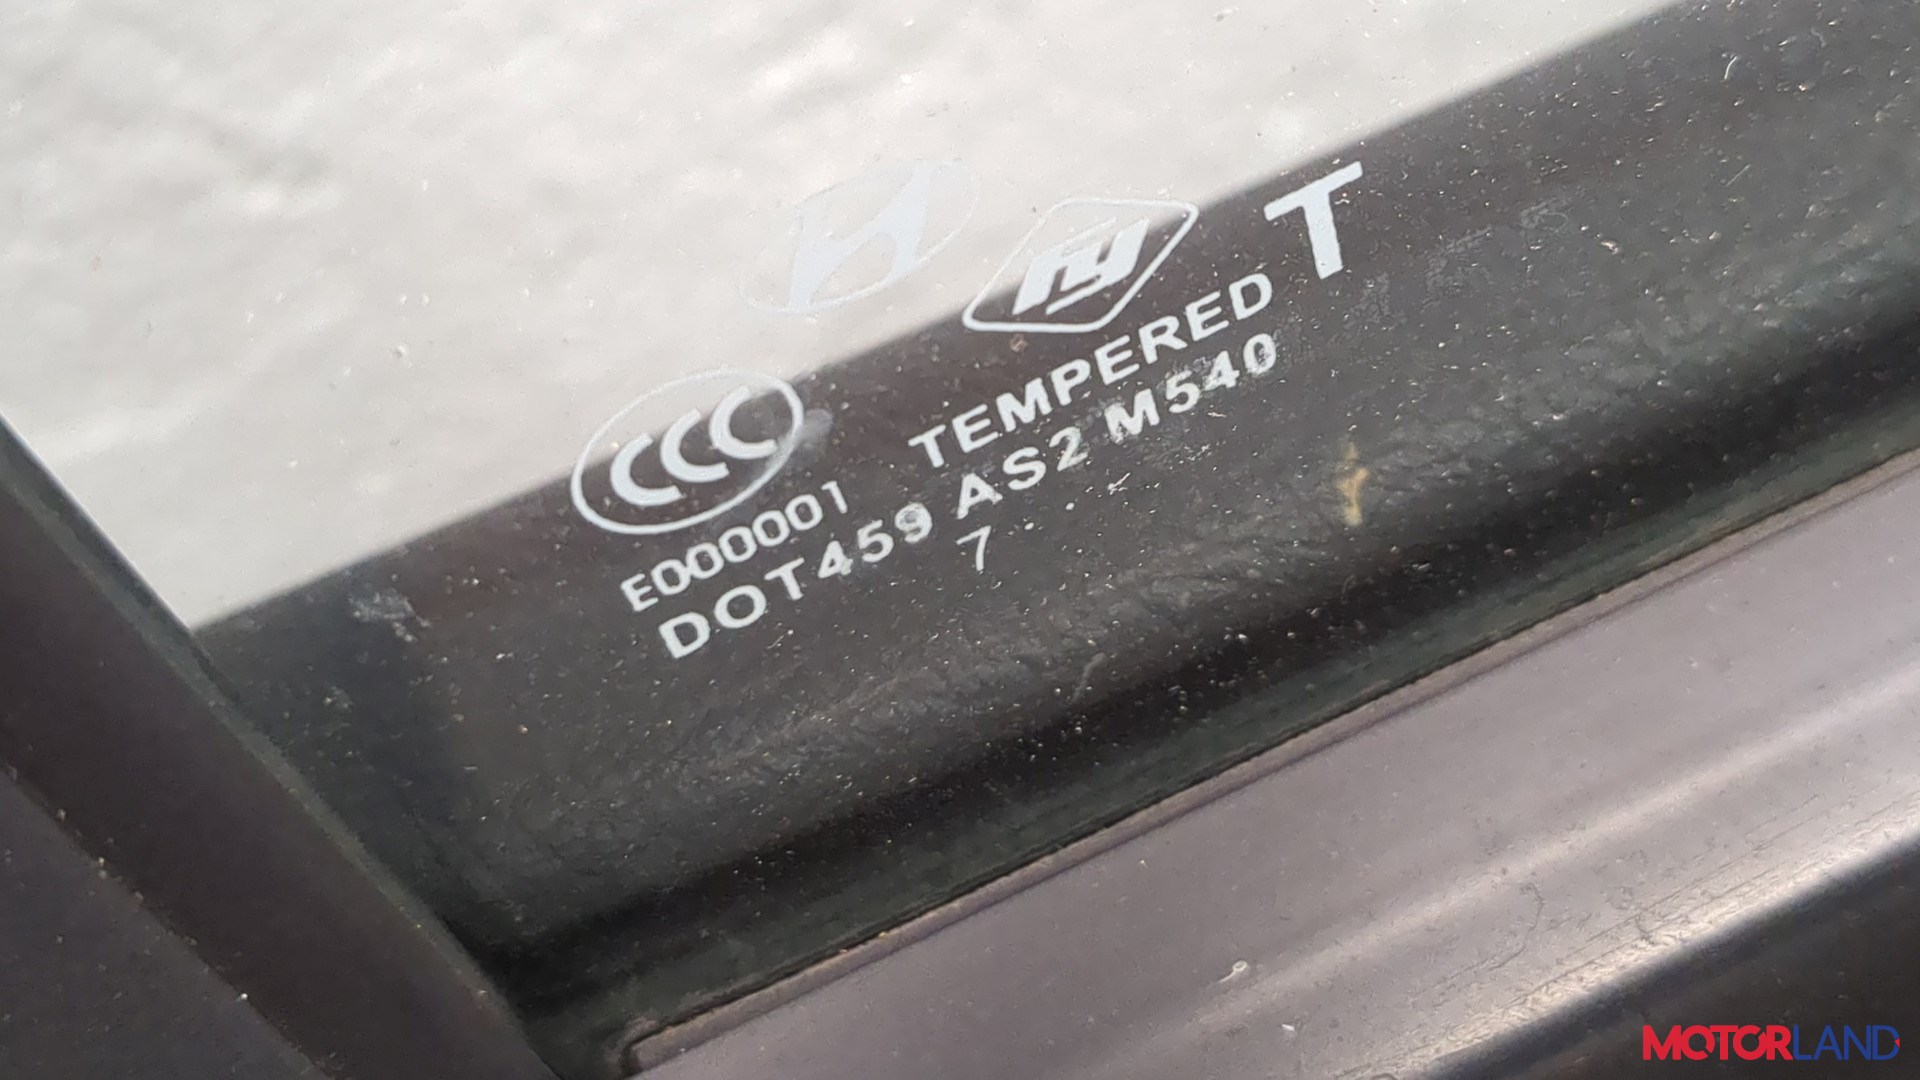 T
CCC
E000001
TEMPERED
DOT459 AS2 M540
7....
MOTORLAND